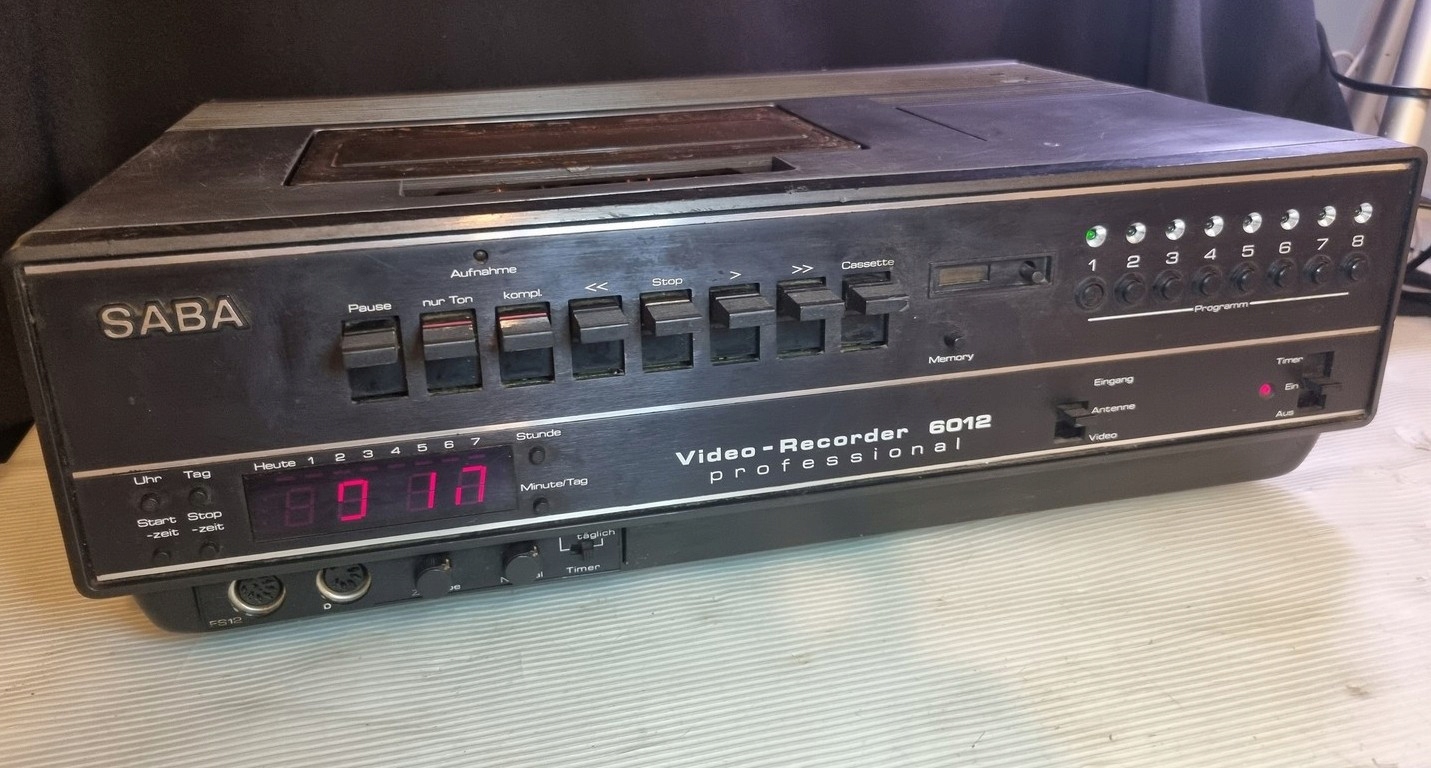 SABA
Aufnahme
Pause
nur Ton
kompl.
<<
Stop
>
>>
Cassette
Memory
1 2 3 4 5 6 7 8
Programm
Eingang
Antenne
Video
Timer
Ein
Aus
Video-Recorder 6012
professional
Uhr
Tag
Start
-zeit
Stop
-zeit
Heute 1 2 3 4 5 6 7
Stunde
Minute/Tag
täglich
Timer
FS12